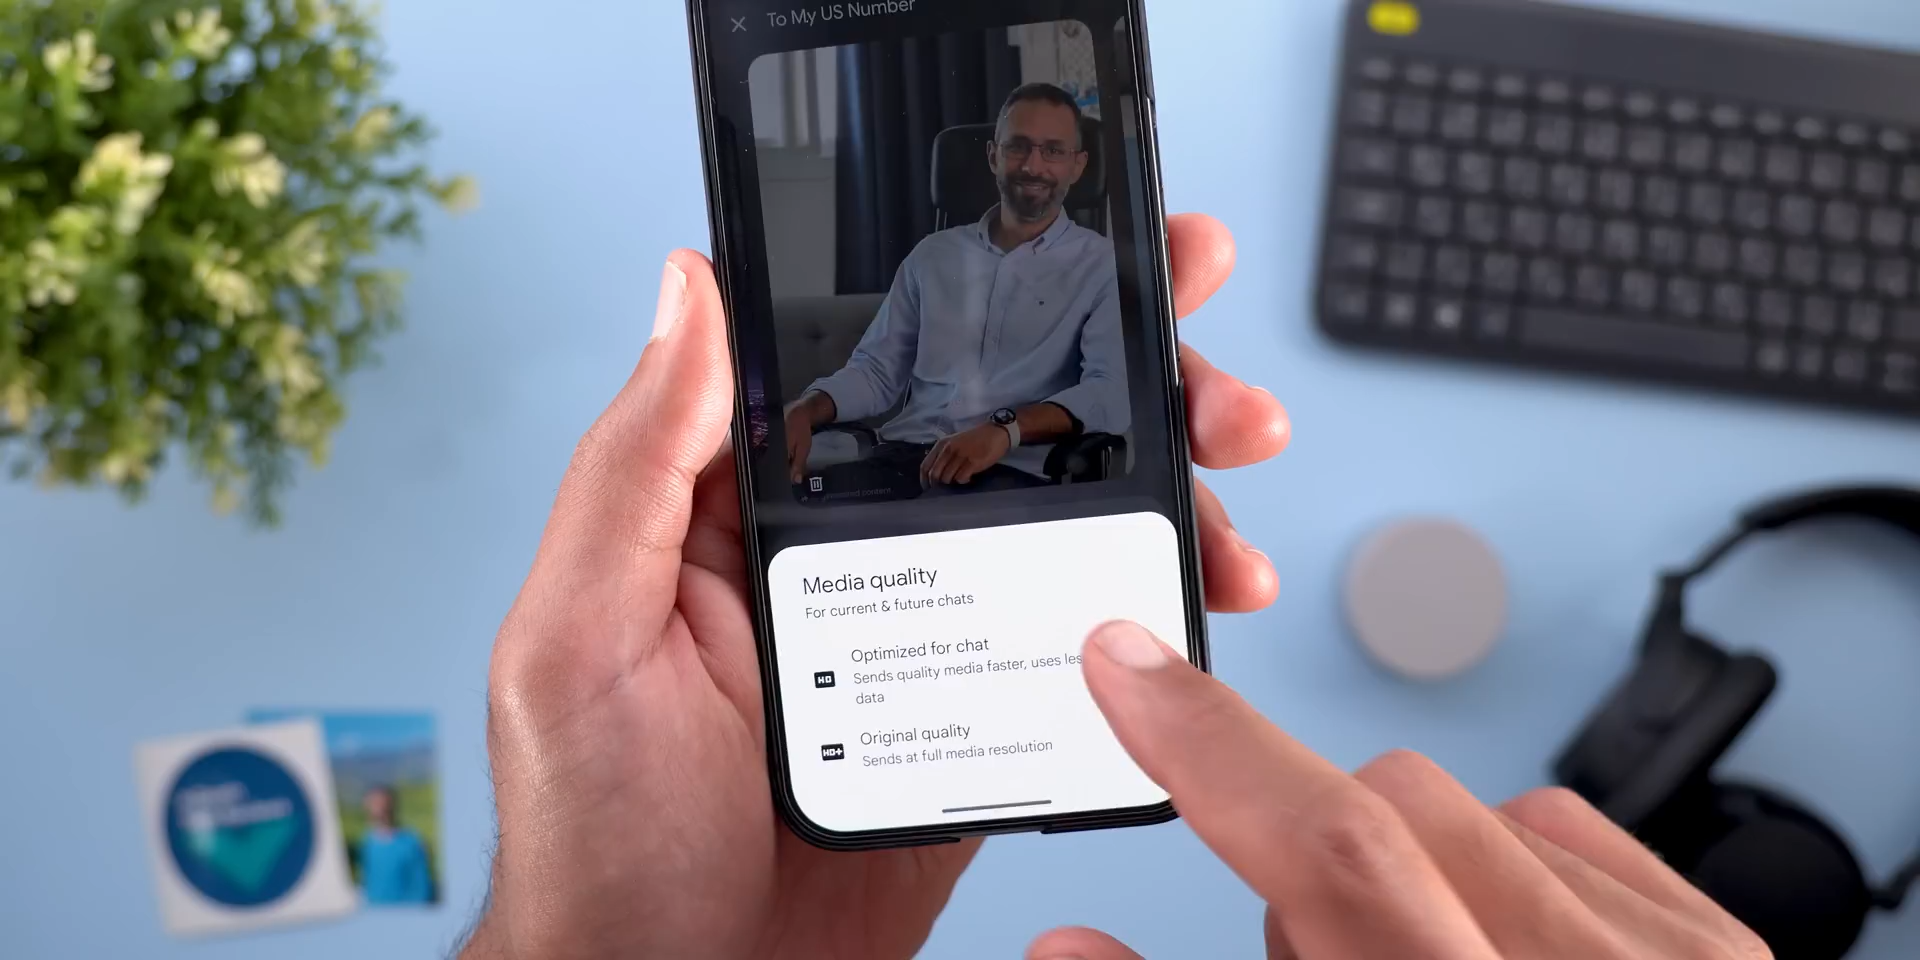 To My US Number
Media quality
For current & future chats
Optimized for chat
HD
Sends quality media faster, uses les
data
Original quality
HD+
Sends at full media resolution